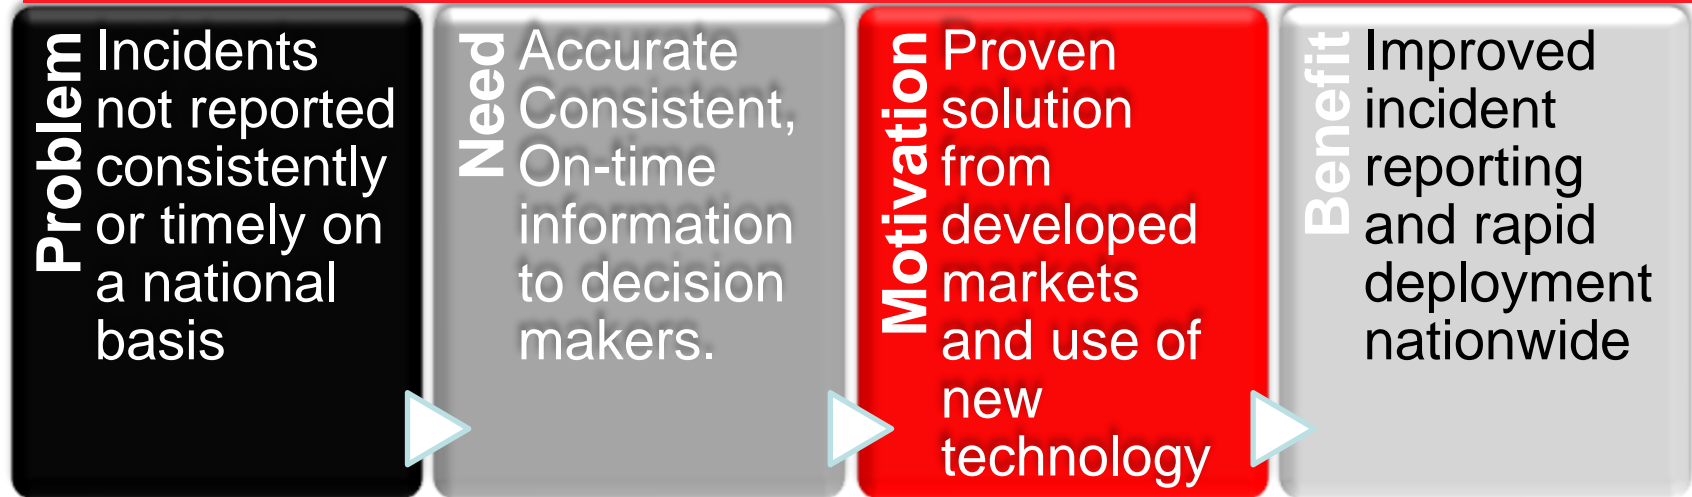 Problem
Incidents
not reported
consistently
or timely on
a national
basis
Need
Accurate
Consistent,
On-time
information
to decision
makers.
Motivation
Proven
solution
from
developed
markets
and use of
new
technology
Benefit
Improved
incident
reporting
and rapid
deployment
nationwide